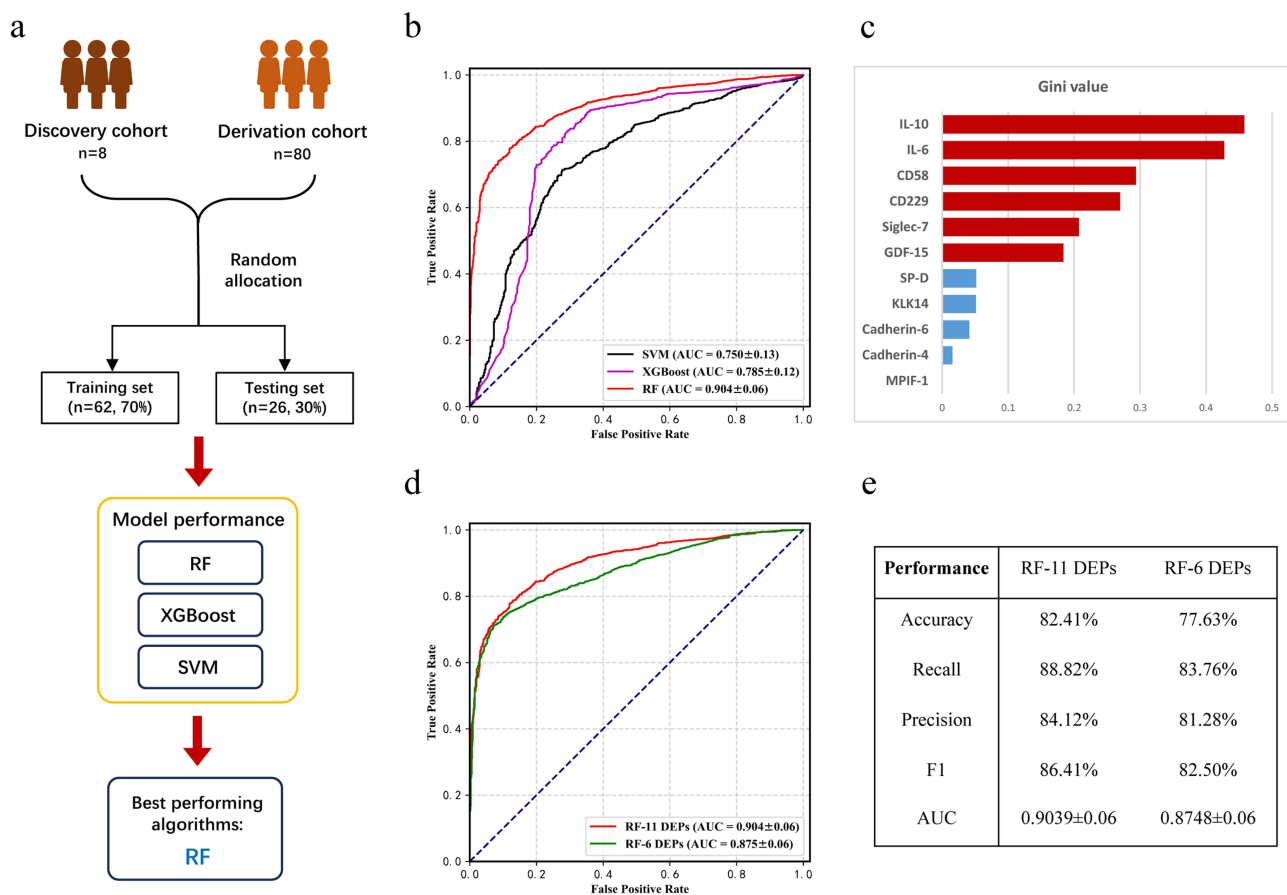 a
Discovery cohort
n=8
Derivation cohort
n=80
Random
allocation
Training set
(n=62, 70%)
Testing set
(n=26, 30%)
Model performance
RF
XGBoost
SVM
Best performing
algorithms:
RF
b
True Positive Rate
1.0
0.8
0.6
0.4
0.2
0.0
0.0 0.2 0.4 0.6 0.8 1.0
False Positive Rate
SVM (AUC = 0.750±0.13)
XGBoost (AUC = 0.785±0.12)
RF (AUC = 0.904±0.06)
c
Gini value
IL-10
IL-6
CD58
CD229
Siglec-7
GDF-15
SP-D
KLK14
Cadherin-6
Cadherin-4
MPIF-1
0 0.1 0.2 0.3 0.4 0.5
d
True Positive Rate
1.0
0.8
0.6
0.4
0.2
0.0
0.0 0.2 0.4 0.6 0.8 1.0
False Positive Rate
RF-11 DEPs (AUC = 0.904±0.06)
RF-6 DEPs (AUC = 0.875±0.06)
e
Performance RF-11 DEPs RF-6 DEPs
Accuracy 82.41% 77.63%
Recall 88.82% 83.76%
Precision 84.12% 81.28%
F1 86.41% 82.50%
AUC 0.9039±0.06 0.8748±0.06